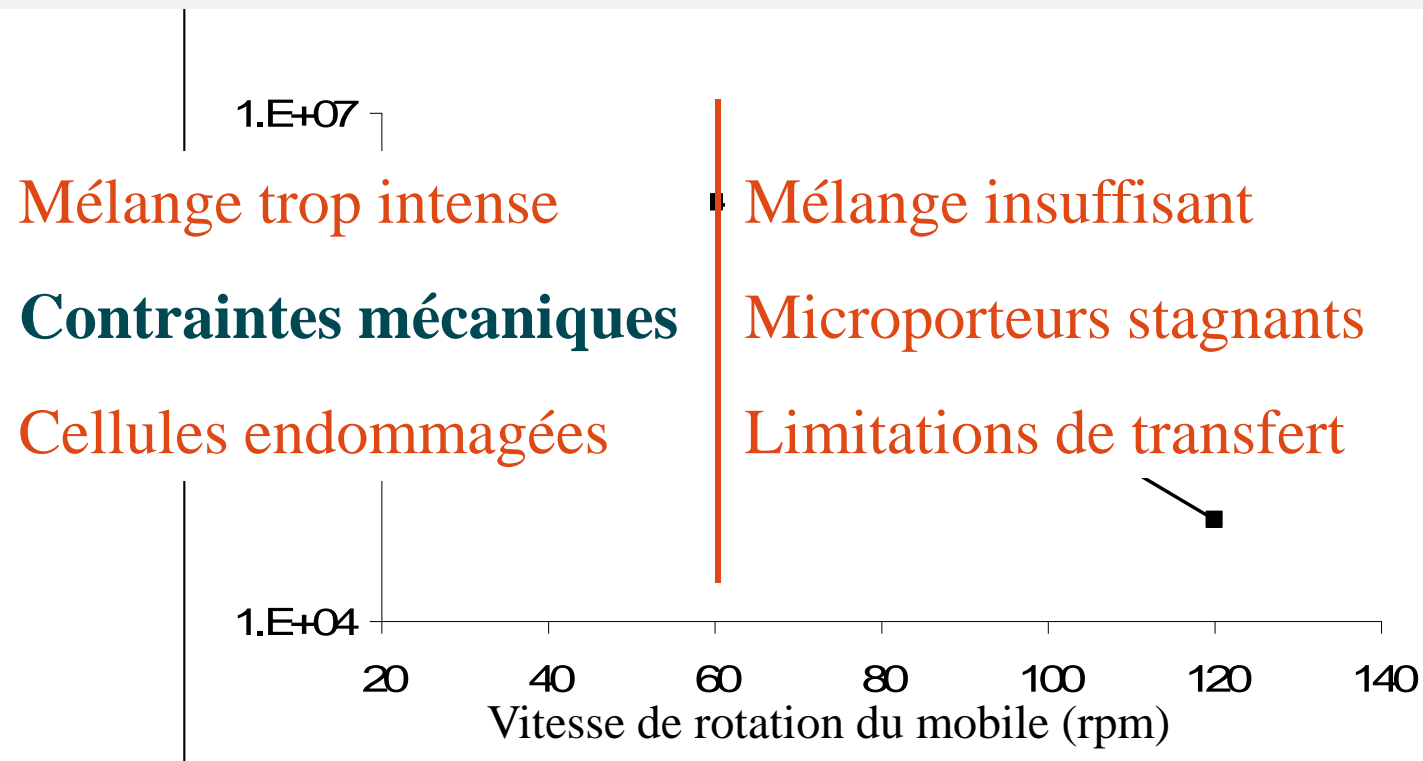 1.E+07
Mélange trop intense
Mélange insuffisant
Contraintes mécaniques
Microporteurs stagnants
Cellules endommagées
Limitations de transfert
1.E+04
20 40 60 80 100 120 140
Vitesse de rotation du mobile (rpm)